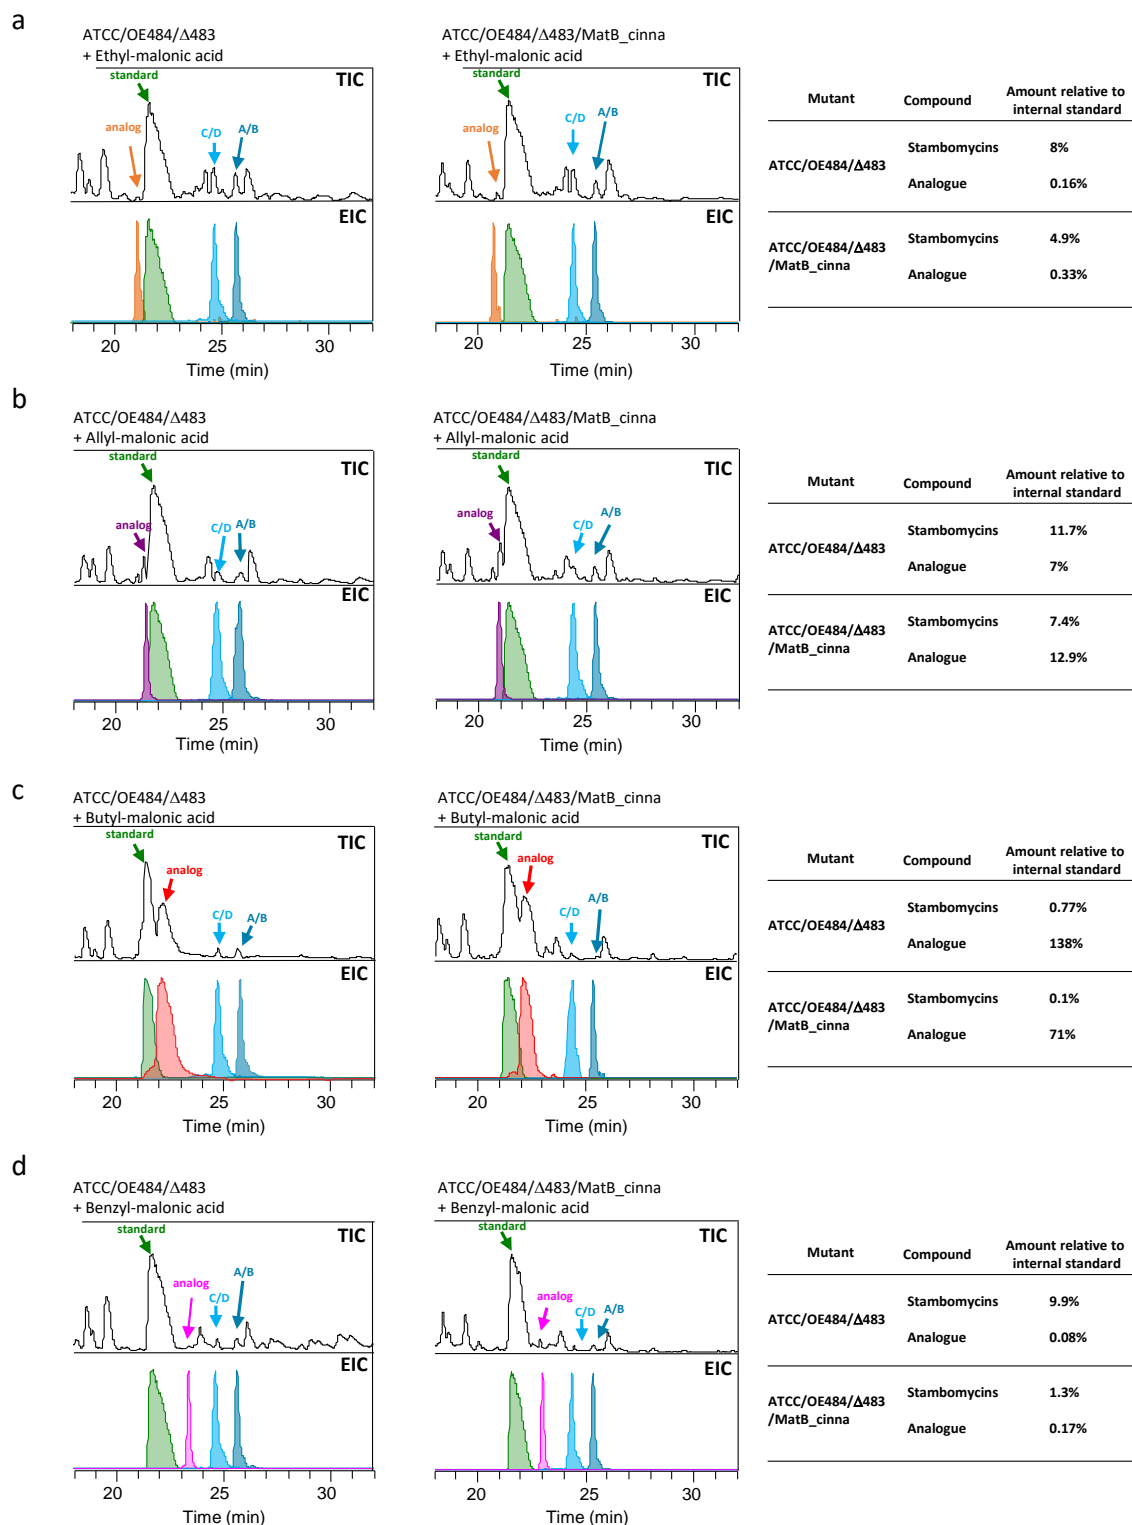 a
ATCC/OE484/Δ483
+ Ethyl-malonic acid
TIC
standard
analog
C/D
A/B
EIC
20 25 30
Time (min)
ATCC/OE484/Δ483/MatB_cinna
+ Ethyl-malonic acid
TIC
standard
analog
C/D
A/B
EIC
20 25 30
Time (min)
Mutant Compound Amount relative to
internal standard
ATCC/OE484/Δ483 Stambomycins 8%
Analogue 0.16%
ATCC/OE484/Δ483
/MatB_cinna Stambomycins 4.9%
Analogue 0.33%
b
ATCC/OE484/Δ483
+ Allyl-malonic acid
TIC
standard
analog
C/D
A/B
EIC
20 25 30
Time (min)
ATCC/OE484/Δ483/MatB_cinna
+ Allyl-malonic acid
TIC
standard
analog
C/D
A/B
EIC
20 25 30
Time (min)
Mutant Compound Amount relative to
internal standard
ATCC/OE484/Δ483 Stambomycins 11.7%
Analogue 7%
ATCC/OE484/Δ483
/MatB_cinna Stambomycins 7.4%
Analogue 12.9%
c
ATCC/OE484/Δ483
+ Butyl-malonic acid
TIC
standard
analog
C/D
A/B
EIC
20 25 30
Time (min)
ATCC/OE484/Δ483/MatB_cinna
+ Butyl-malonic acid
TIC
standard
analog
C/D
A/B
EIC
20 25 30
Time (min)
Mutant Compound Amount relative to
internal standard
ATCC/OE484/Δ483 Stambomycins 0.77%
Analogue 138%
ATCC/OE484/Δ483
/MatB_cinna Stambomycins 0.1%
Analogue 71%
d
ATCC/OE484/Δ483
+ Benzyl-malonic acid
TIC
standard
analog
C/D
A/B
EIC
20 25 30
Time (min)
ATCC/OE484/Δ483/MatB_cinna
+ Benzyl-malonic acid
TIC
standard
analog
C/D
A/B
EIC
20 25 30
Time (min)
Mutant Compound Amount relative to
internal standard
ATCC/OE484/Δ483 Stambomycins 9.9%
Analogue 0.08%
ATCC/OE484/Δ483
/MatB_cinna Stambomycins 1.3%
Analogue 0.17%